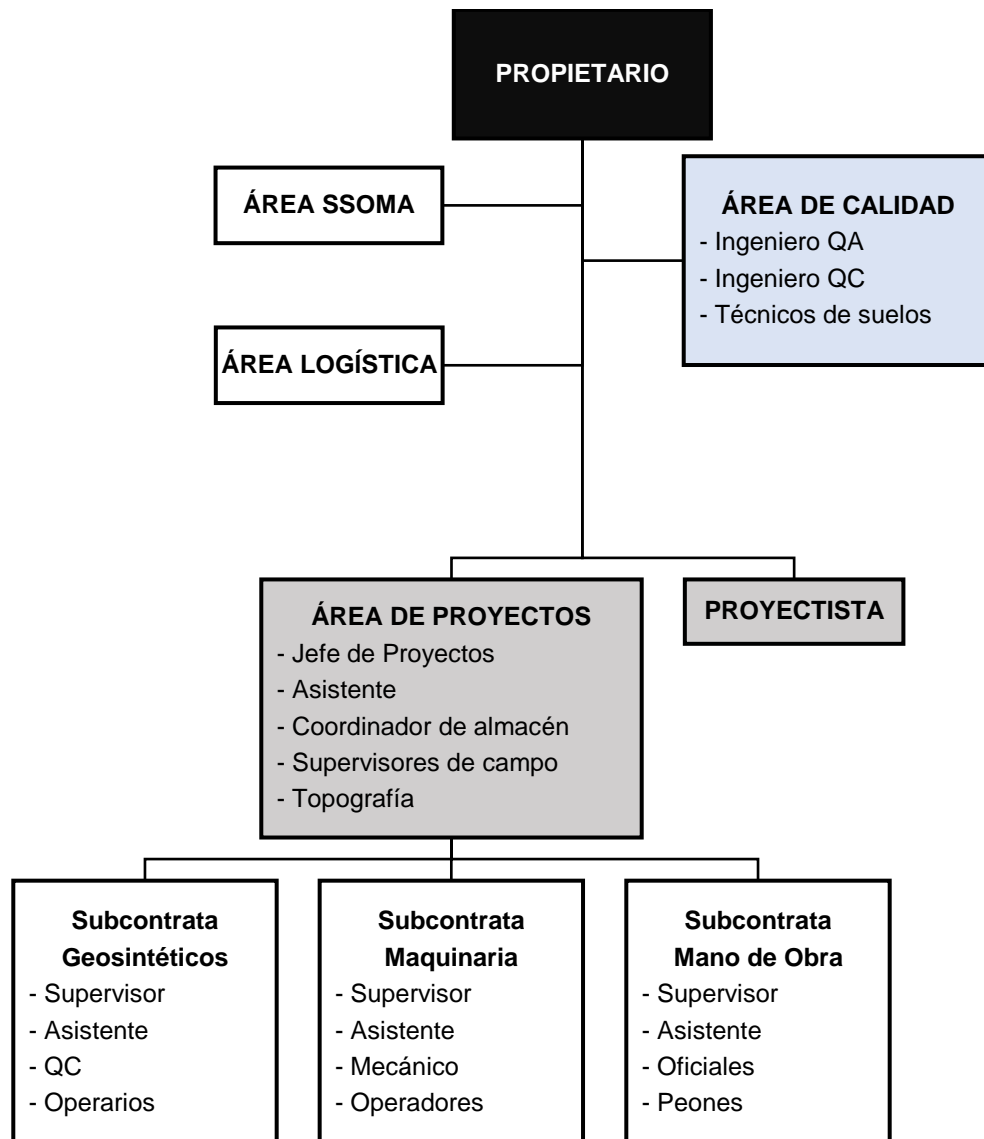 PROPIETARIO
ÁREA SSOMA
ÁREA DE CALIDAD
- Ingeniero QA
- Ingeniero QC
- Técnicos de suelos
ÁREA LOGÍSTICA
ÁREA DE PROYECTOS
- Jefe de Proyectos
- Asistente
- Coordinador de almacén
- Supervisores de campo
- Topografía
PROYECTISTA
Subcontrata
Geosintéticos
- Supervisor
- Asistente
- QC
- Operarios
Subcontrata
Maquinaria
- Supervisor
- Asistente
- Mecánico
- Operadores
Subcontrata
Mano de Obra
- Supervisor
- Asistente
- Oficiales
- Peones